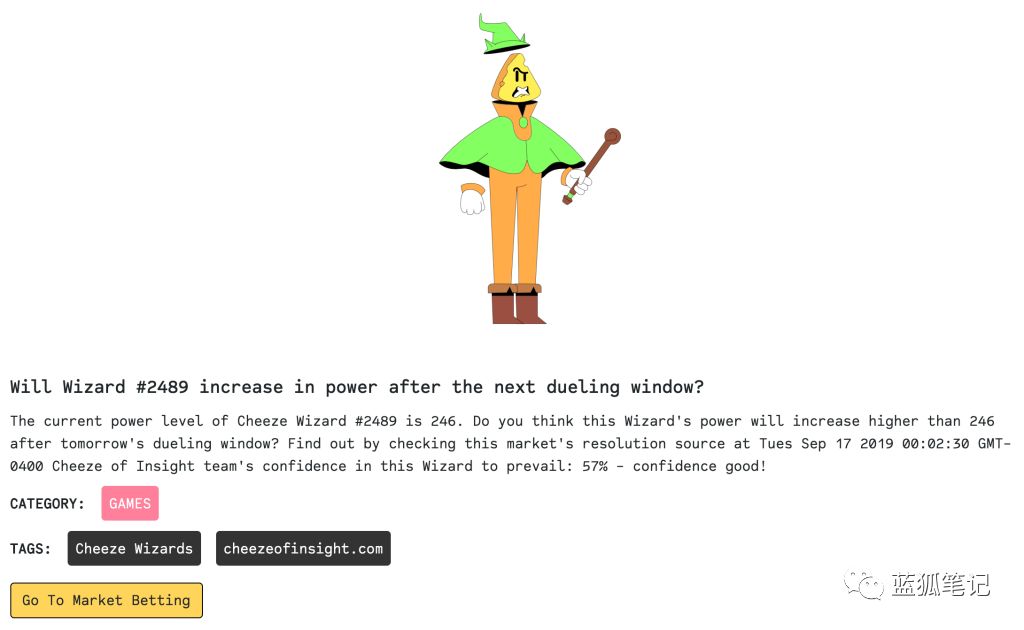 Will Wizard #2489 increase in power after the next dueling window?
The current power level of Cheeze Wizard #2489 is 246. Do you think this Wizard's power will increase higher than 246
after tomorrow's dueling window? Find out by checking this market's resolution source at Tues Sep 17 2019 00:02:30 GMT-
0400 Cheeze of Insight team's confidence in this Wizard to prevail: 57% - confidence good!
CATEGORY: GAMES
TAGS: Cheeze Wizards cheezeofinsight.com
Go To Market Betting
蓝狐笔记